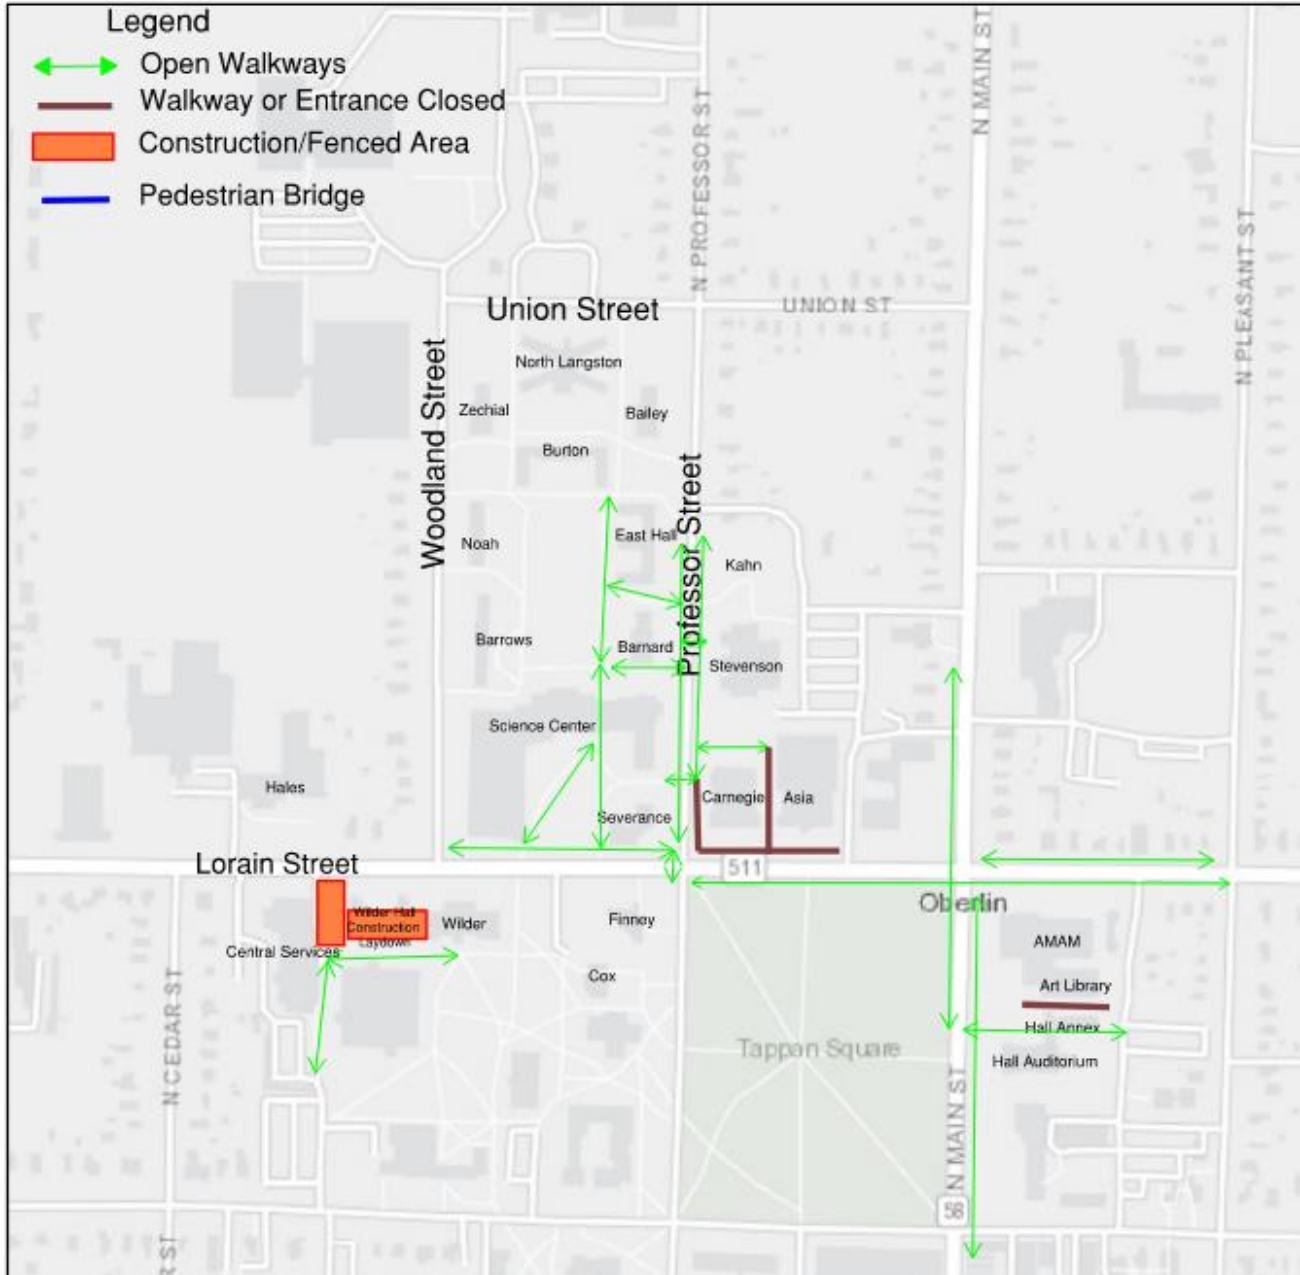 Legend
Open Walkways
Walkway or Entrance Closed
Construction/Fenced Area
Pedestrian Bridge
N MAIN ST
N PROFESSOR ST
N PLEASANT ST
Union Street
UNION ST
North Langston
Woodland Street
Zechial
Bailey
Burton
Professor Street
East Hall
Noah
Kahn
Barrows
Barnard
Stevenson
Science Center
Hales
Carnegie
Asia
Severance
Lorain Street
511
Oberlin
Wilder Hall
Construction
Laydown
Wilder
Finney
Central Services
AMAM
Cox
Art Library
Hall Annex
Tappan Square
Hall Auditorium
N CEDAR ST
N MAIN ST
58
R ST